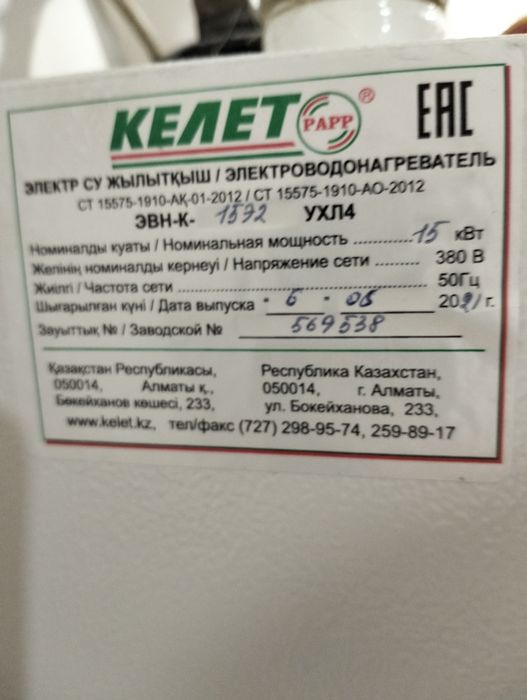 КЕЛЕТ PAPP ® ЕАС
ЭЛЕКТР СУ ЖЫЛЫТҚЫШ / ЭЛЕКТРОВОДОНАГРЕВАТЕЛЬ
СТ 15575-1910-АҚ-01-2012 / СТ 15575-1910-АО-2012
ЭВН-К- 1592 УХЛ4
Номиналды қуаты / Номинальная мощность .............15 кВт
Желінің номиналды кернеуі / Напряжение сети ......... 380 В
Жиілгі / Частота сети ................ 50Гц
Шығарылған күні / Дата выпуска • 6 • 05 2021 г.
Зауыттық № / Заводской № 569538
Қазақстан Республикасы,
050014, Алматы қ.,
Бөкейханов көшесі, 233,
Республика Казахстан,
050014, г. Алматы,
ул. Бокейханова, 233,
www.kelet.kz, тел/факс (727) 298-95-74, 259-89-17